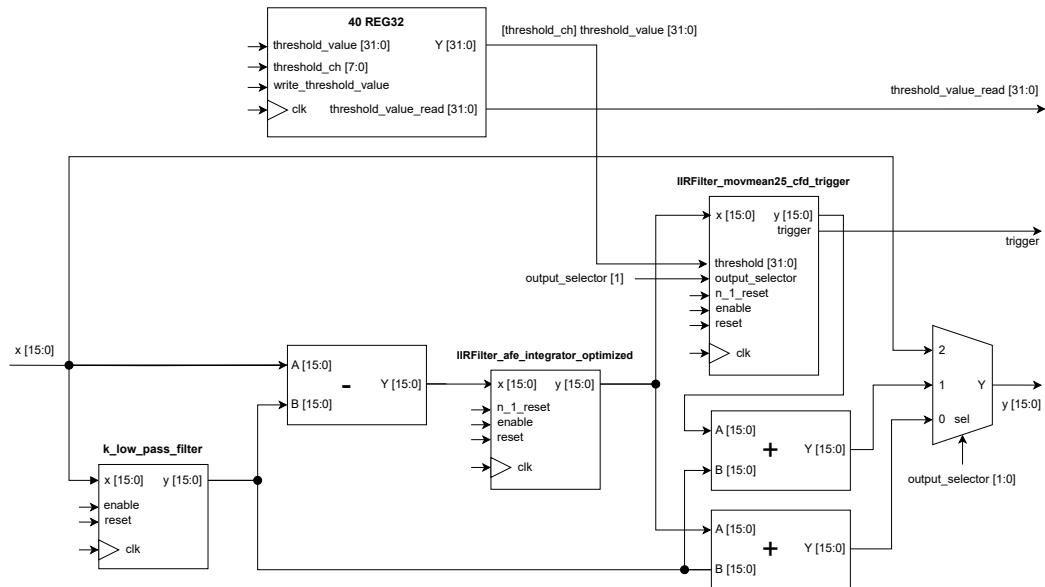 40 REG32
threshold_value [31:0] Y [31:0]
threshold_ch [7:0]
write_threshold_value
clk threshold_value_read [31:0]
[threshold_ch] threshold_value [31:0]
threshold_value_read [31:0]
IIRFilter_movmean25_cfd_trigger
x [15:0] y [15:0]
trigger
threshold [31:0]
output_selector
n_1_reset
enable
reset
clk
trigger
output_selector [1]
x [15:0]
A [15:0]
B [15:0]
- Y [15:0]
IIRFilter_afe_integrator_optimized
x [15:0] y [15:0]
n_1_reset
enable
reset
clk
k_low_pass_filter
x [15:0] y [15:0]
enable
reset
clk
A [15:0]
+ Y [15:0]
B [15:0]
A [15:0]
+ Y [15:0]
B [15:0]
2
1 Y
0 sel
y [15:0]
output_selector [1:0]